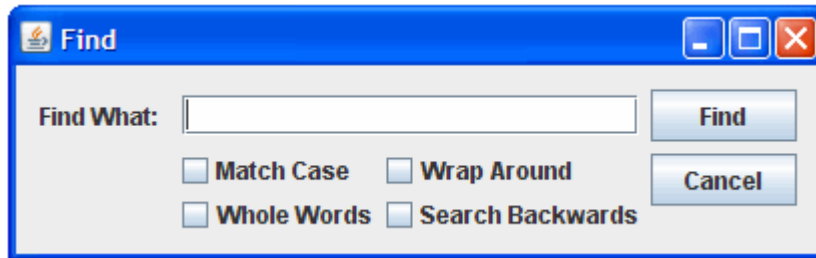 Find
Find What: Find
Match Case Wrap Around Cancel
Whole Words Search Backwards